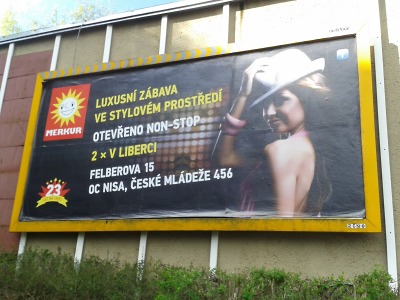 LUXUSNÍ ZÁBAVA
VE STYLOVÉM PROSTŘEDÍ
OTEVŘENO NON-STOP
2 × V LIBERCI
FELBEROVA 15
OC NISA, ČESKÉ MLÁDEŽE 456
MERKUR
23